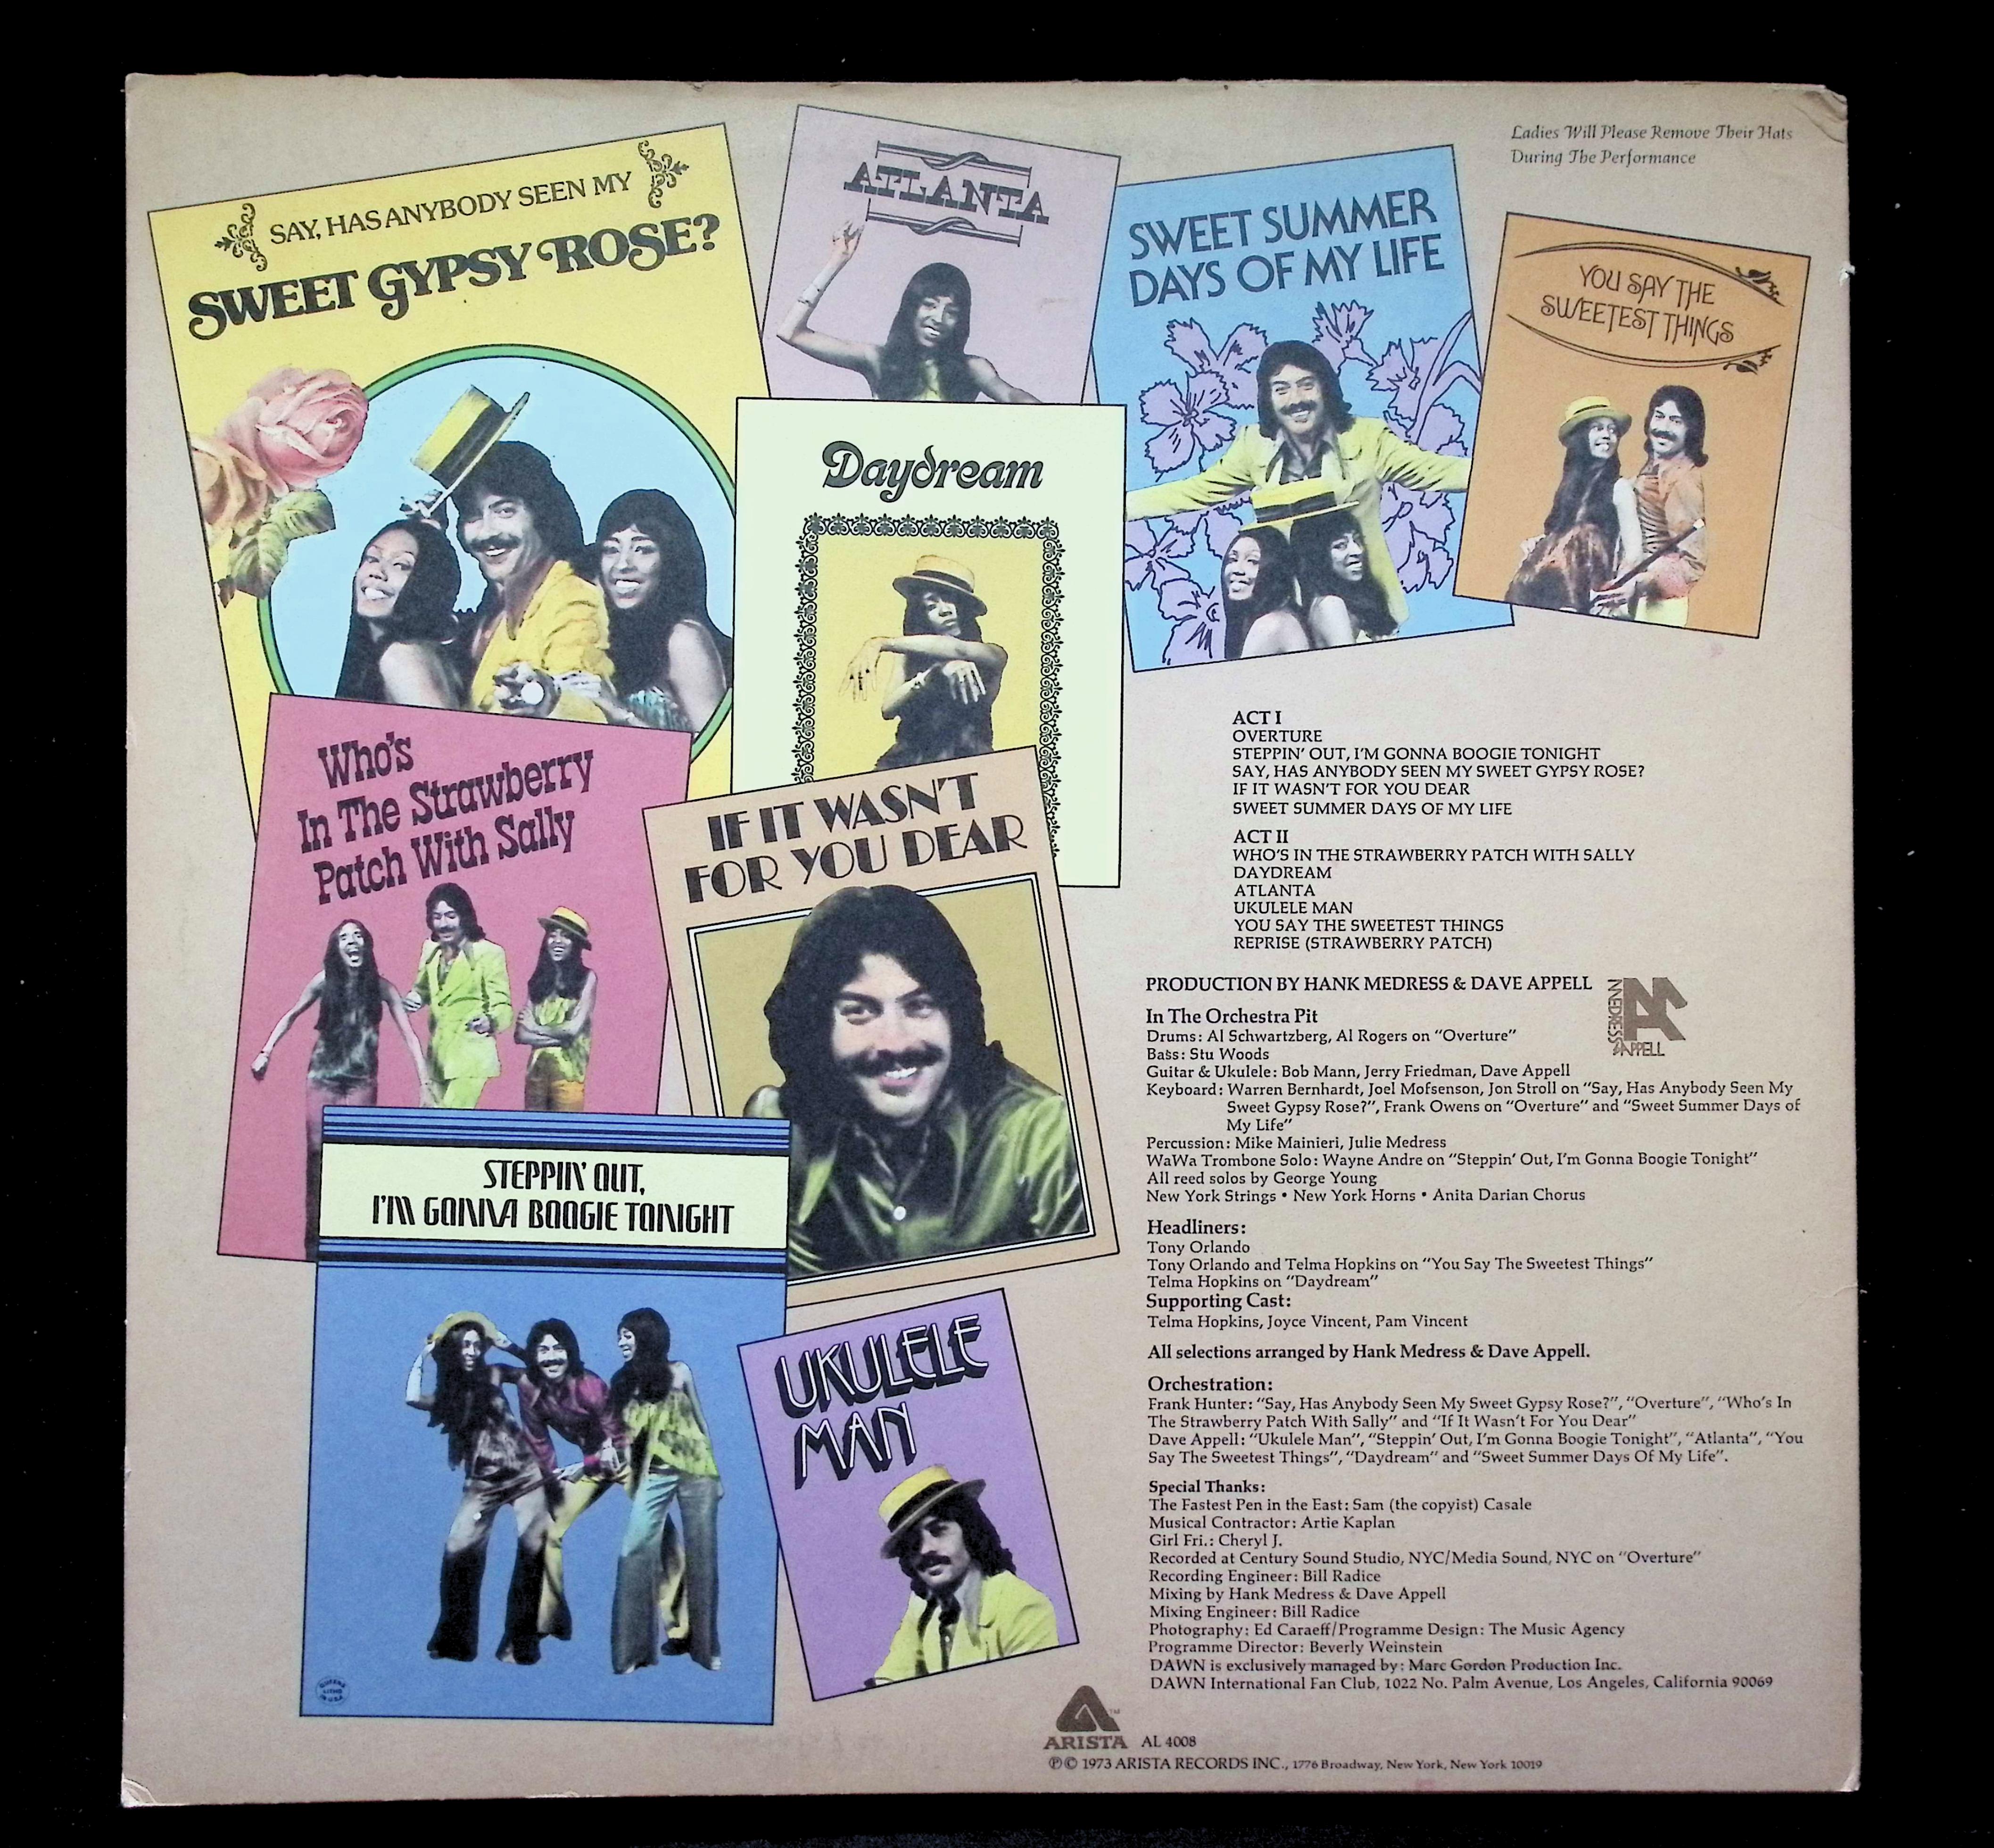 Ladies Will Please Remove Their Hats
During The Performance
SAY, HAS ANYBODY SEEN MY
SWEET GYPSY ROSE?
ATLANTA
SWEET SUMMER
DAYS OF MY LIFE
YOU SAY THE
SWEETEST THINGS
Daydream
Who's
In The Strawberry
Patch With Sally
IF IT WASN'T
FOR YOU DEAR
STEPPIN' OUT,
I'M GONNA BOOGIE TONIGHT
UKULELE
MAN
ACT I
OVERTURE
STEPPIN' OUT, I'M GONNA BOOGIE TONIGHT
SAY, HAS ANYBODY SEEN MY SWEET GYPSY ROSE?
IF IT WASN'T FOR YOU DEAR
SWEET SUMMER DAYS OF MY LIFE
ACT II
WHO'S IN THE STRAWBERRY PATCH WITH SALLY
DAYDREAM
ATLANTA
UKULELE MAN
YOU SAY THE SWEETEST THINGS
REPRISE (STRAWBERRY PATCH)
PRODUCTION BY HANK MEDRESS & DAVE APPELL
MEDRESS
& APPELL
In The Orchestra Pit
Drums: Al Schwartzberg, Al Rogers on "Overture"
Bass: Stu Woods
Guitar & Ukulele: Bob Mann, Jerry Friedman, Dave Appell
Keyboard: Warren Bernhardt, Joel Mofsenson, Jon Stroll on "Say, Has Anybody Seen My
Sweet Gypsy Rose?", Frank Owens on "Overture" and "Sweet Summer Days of
My Life"
Percussion: Mike Mainieri, Julie Medress
WaWa Trombone Solo: Wayne Andre on "Steppin' Out, I'm Gonna Boogie Tonight"
All reed solos by George Young
New York Strings • New York Horns • Anita Darian Chorus
Headliners:
Tony Orlando
Tony Orlando and Telma Hopkins on "You Say The Sweetest Things"
Telma Hopkins on "Daydream"
Supporting Cast:
Telma Hopkins, Joyce Vincent, Pam Vincent
All selections arranged by Hank Medress & Dave Appell.
Orchestration:
Frank Hunter: "Say, Has Anybody Seen My Sweet Gypsy Rose?", "Overture", "Who's In
The Strawberry Patch With Sally" and "If It Wasn't For You Dear"
Dave Appell: "Ukulele Man", "Steppin' Out, I'm Gonna Boogie Tonight", "Atlanta", "You
Say The Sweetest Things", "Daydream" and "Sweet Summer Days Of My Life".
Special Thanks:
The Fastest Pen in the East: Sam (the copyist) Casale
Musical Contractor: Artie Kaplan
Girl Fri.: Cheryl J.
Recorded at Century Sound Studio, NYC/Media Sound, NYC on "Overture"
Recording Engineer: Bill Radice
Mixing by Hank Medress & Dave Appell
Mixing Engineer: Bill Radice
Photography: Ed Caraeff/Programme Design: The Music Agency
Programme Director: Beverly Weinstein
DAWN is exclusively managed by: Marc Gordon Production Inc.
DAWN International Fan Club, 1022 No. Palm Avenue, Los Angeles, California 90069
ARISTA TM AL 4008
℗© 1973 ARISTA RECORDS INC., 1776 Broadway, New York, New York 10019